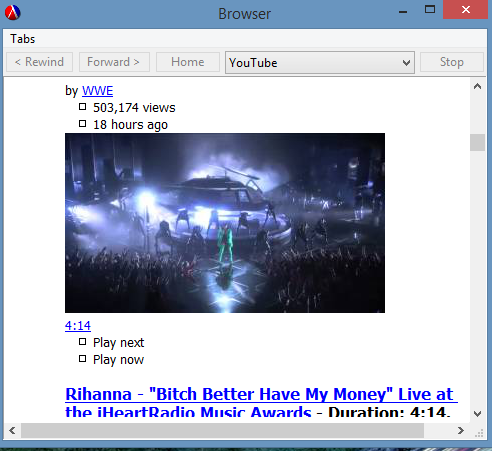 Browser
Tabs
< Rewind Forward > Home YouTube Stop
by WWE
503,174 views
18 hours ago
4:14
Play next
Play now
Rihanna - "Bitch Better Have My Money" Live at
the iHeartRadio Music Awards - Duration: 4:14.